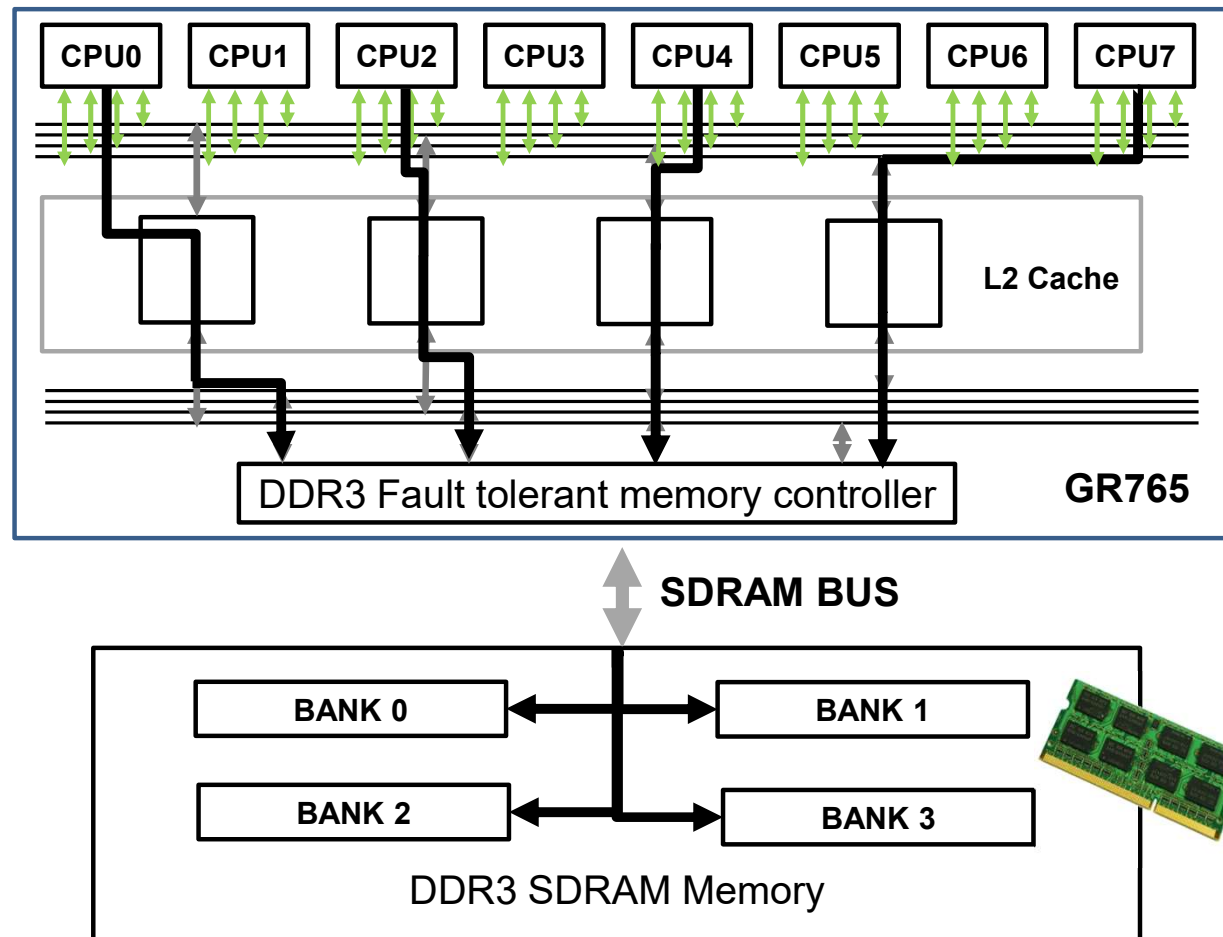 CPU0
CPU1
CPU2
CPU3
CPU4
CPU5
CPU6
CPU7
L2 Cache
DDR3 Fault tolerant memory controller
GR765
SDRAM BUS
BANK 0
BANK 1
BANK 2
BANK 3
DDR3 SDRAM Memory